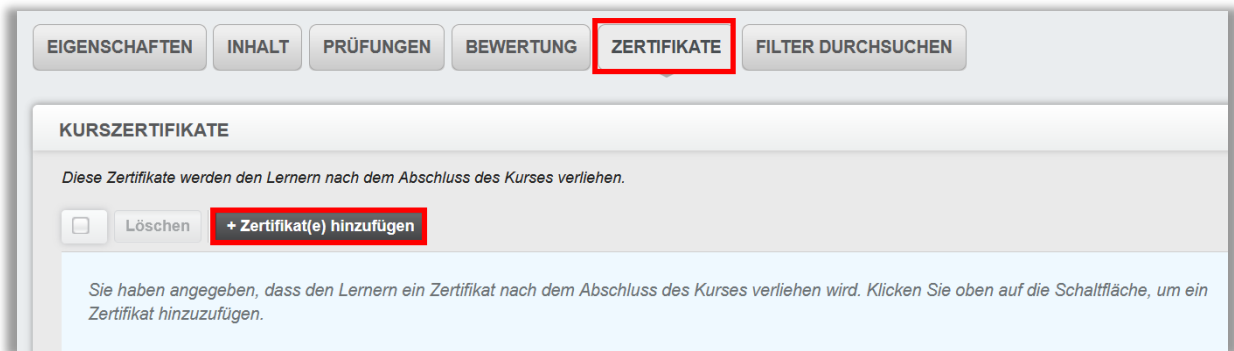 EIGENSCHAFTEN INHALT PRÜFUNGEN BEWERTUNG ZERTIFIKATE FILTER DURCHSUCHEN
KURSZERTIFIKATE
Diese Zertifikate werden den Lernern nach dem Abschluss des Kurses verliehen.
Löschen + Zertifikat(e) hinzufügen
Sie haben angegeben, dass den Lernern ein Zertifikat nach dem Abschluss des Kurses verliehen wird. Klicken Sie oben auf die Schaltfläche, um ein
Zertifikat hinzuzufügen.